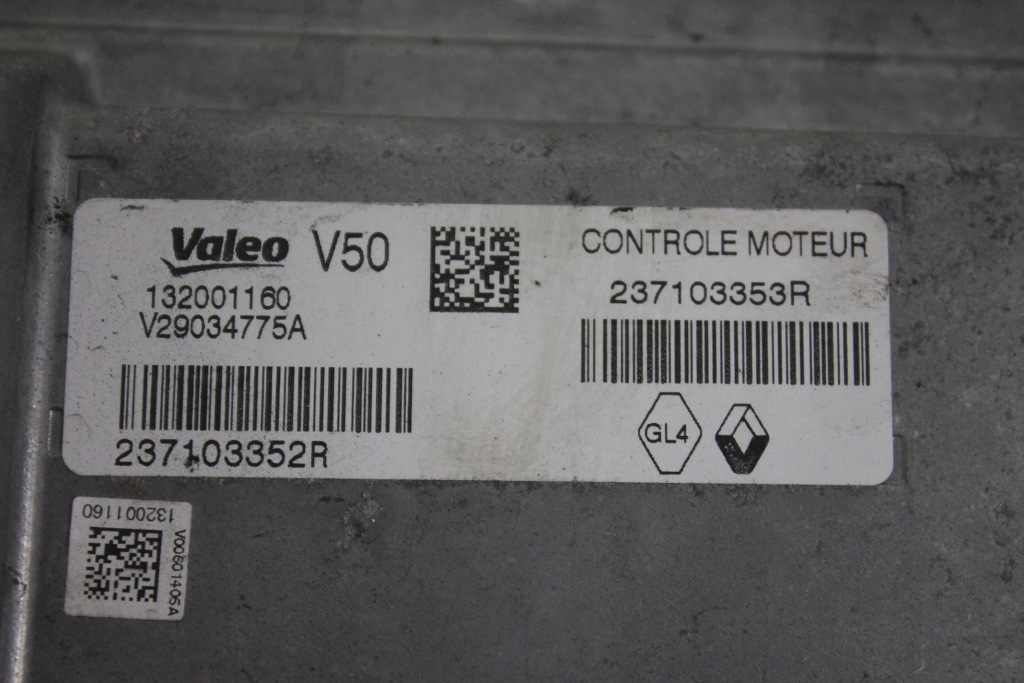 Valeo V50
132001160
V29034775A
237103352R
CONTROLE MOTEUR
237103353R
GL4
132001160
V00601405A